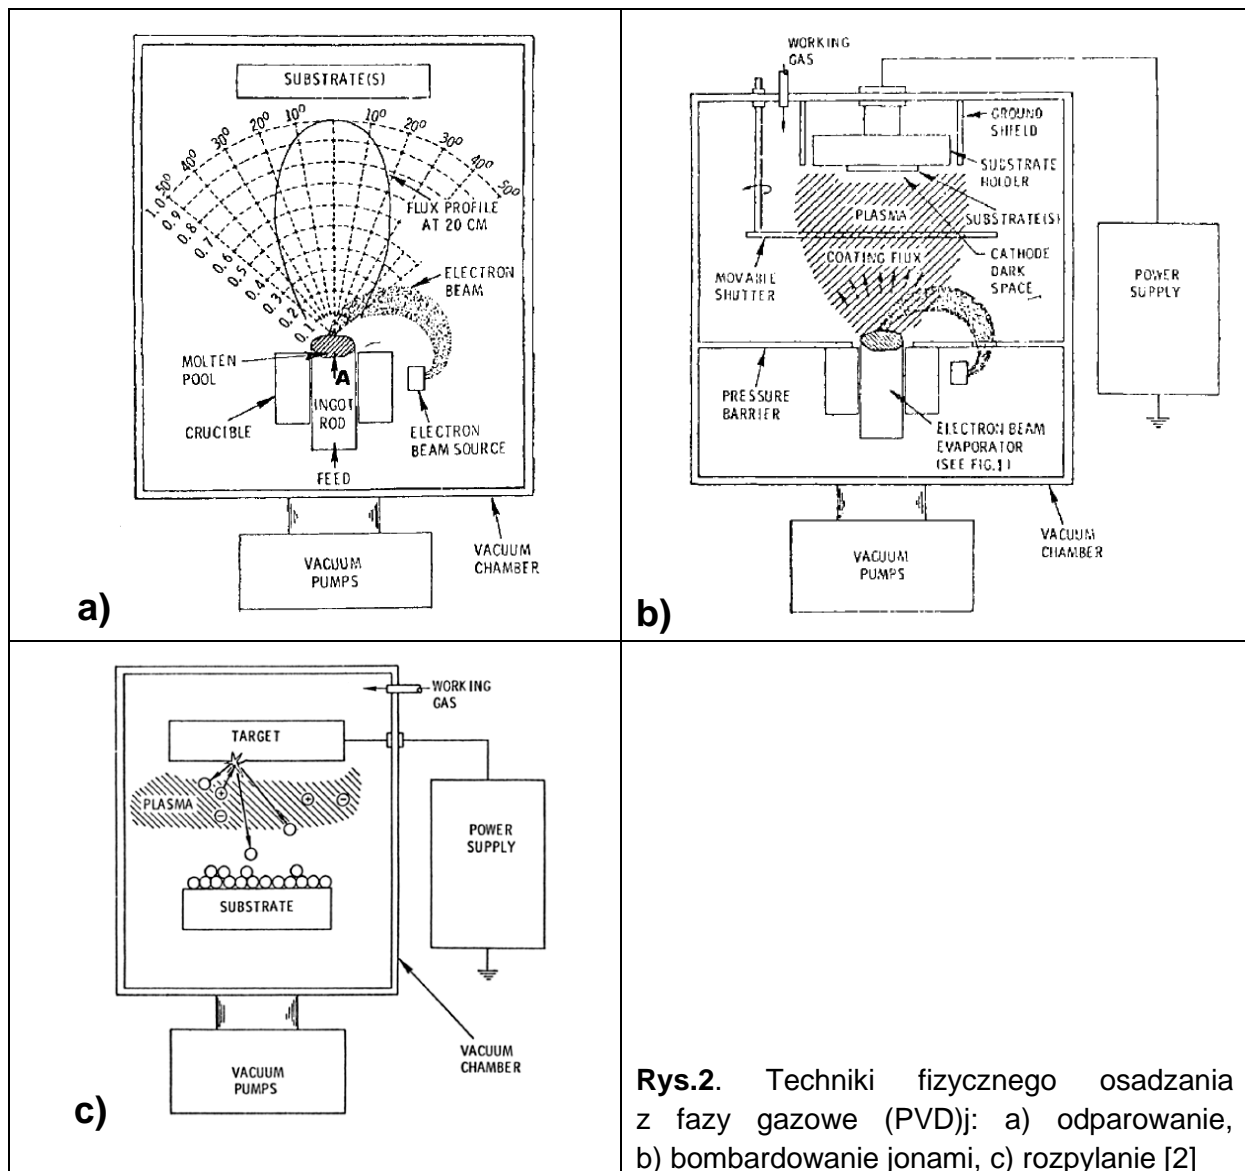 SUBSTRATE(S)
50° 40° 30° 20° 10° 10° 20° 30° 40° 50°
1.0
0.9
0.8
0.7
0.6
0.5
0.4
0.3
0.2
0.1
FLUX PROFILE
AT 20 CM
ELECTRON
BEAM
MOLTEN
POOL
A
INGOT
ROD
CRUCIBLE
ELECTRON
BEAM SOURCE
FEED
VACUUM
CHAMBER
VACUUM
PUMPS
a)
WORKING
GAS
GROUND
SHIELD
SUBSTRATE
HOLDER
PLASMA
SUBSTRATE(S)
COATING FLUX
CATHODE
DARK
SPACE
MOVABLE
SHUTTER
POWER
SUPPLY
PRESSURE
BARRIER
ELECTRON BEAM
EVAPORATOR
(SEE FIG.1)
VACUUM
CHAMBER
VACUUM
PUMPS
b)
WORKING
GAS
TARGET
PLASMA
+ + − −
POWER
SUPPLY
SUBSTRATE
VACUUM
CHAMBER
VACUUM
PUMPS
c)
Rys.2. Techniki fizycznego osadzania
z fazy gazowe (PVD)j: a) odparowanie,
b) bombardowanie jonami, c) rozpylanie [2]